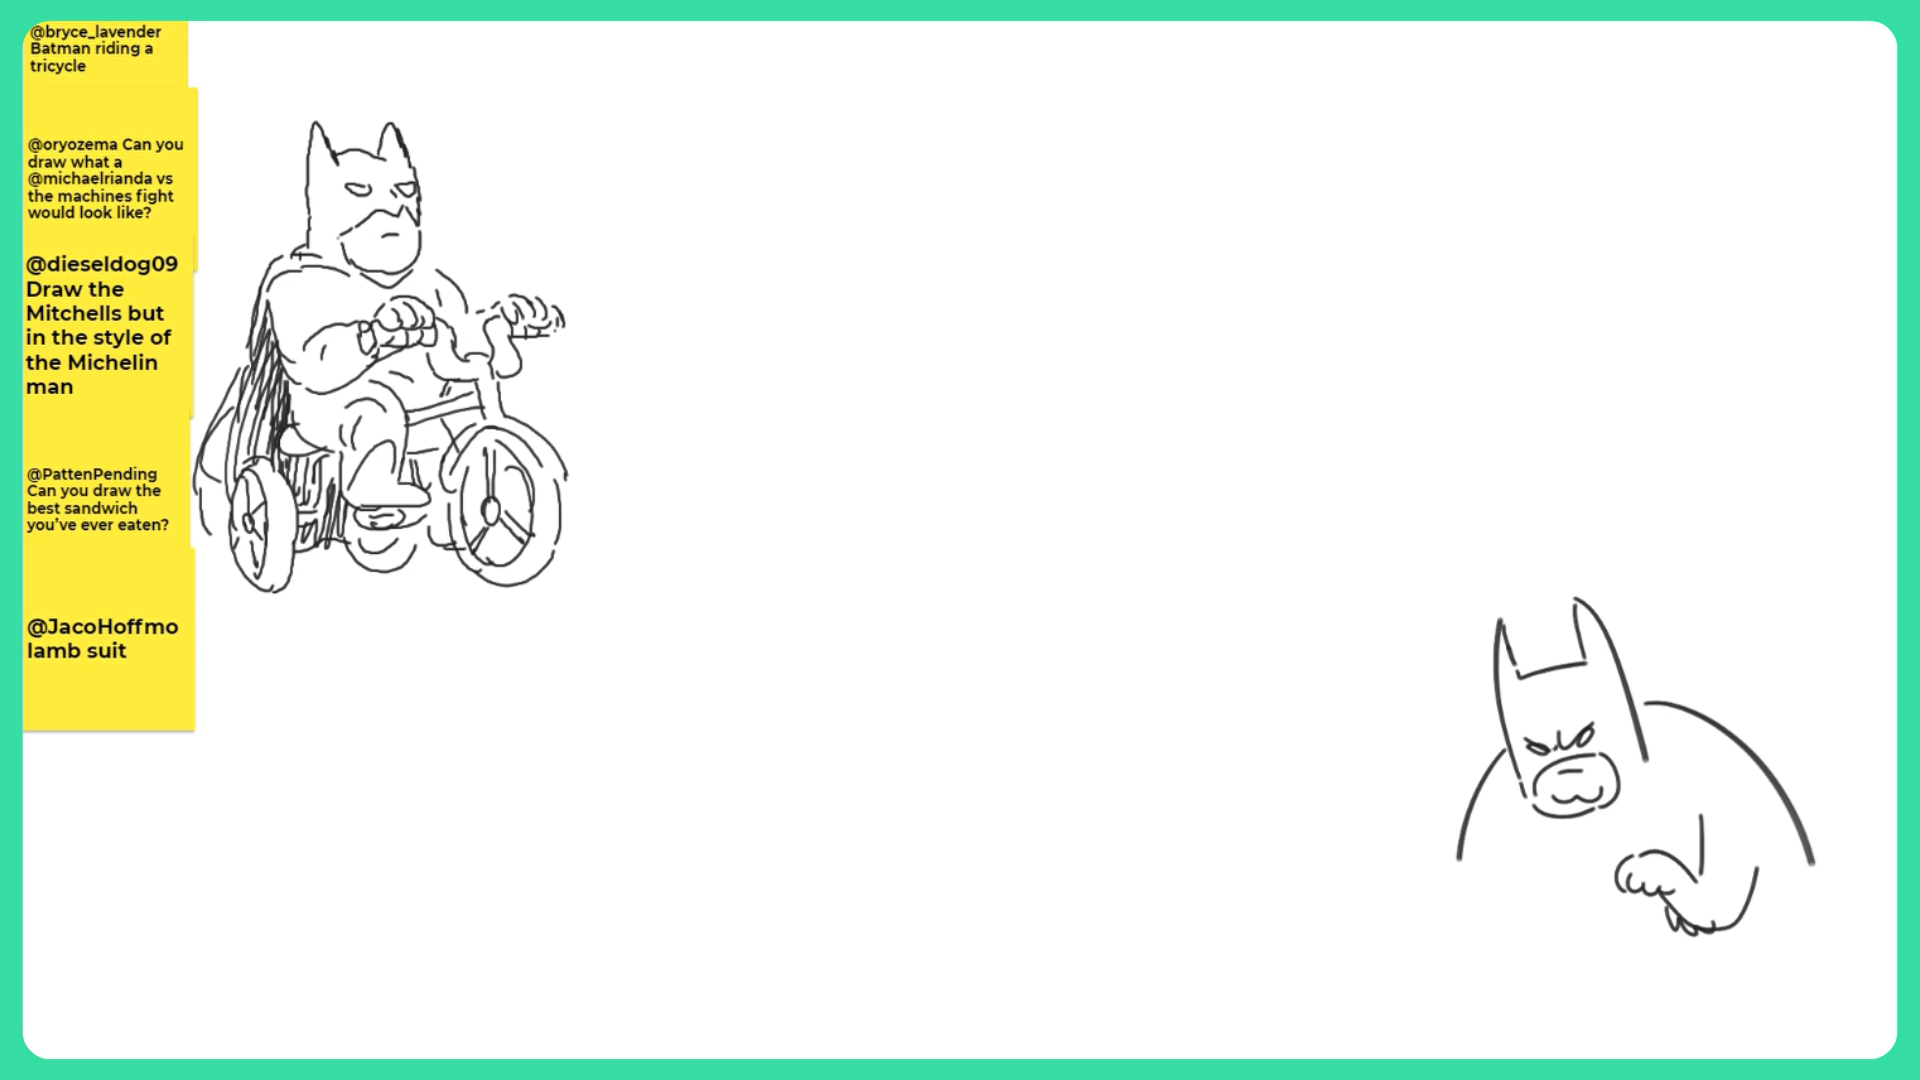 @bryce_lavender
Batman riding a
tricycle
@oryozema Can you
draw what a
@michaelrianda vs
the machines fight
would look like?
@dieseldog09
Draw the
Mitchells but
in the style of
the Michelin
man
@PattenPending
Can you draw the
best sandwich
you’ve ever eaten?
@JacoHoffmo
lamb suit